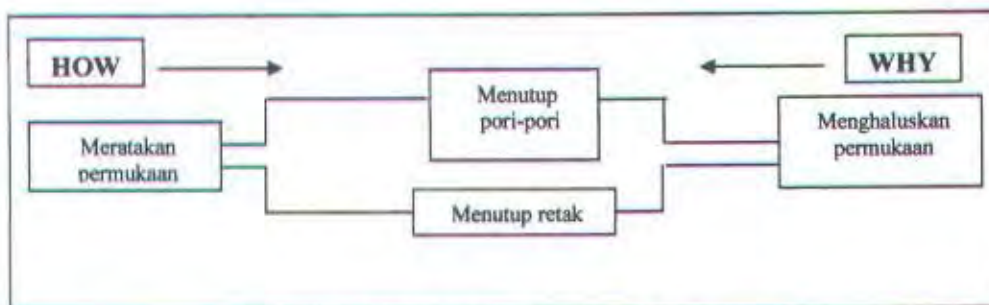 HOW
WHY
Menutup
pori-pori
Meratakan
permukaan
Menghaluskan
permukaan
Menutup retak